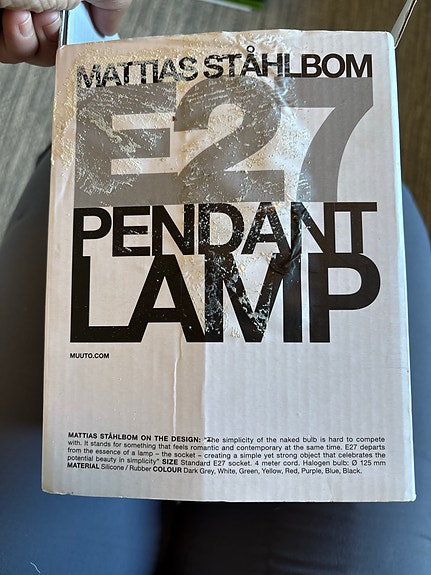 MATTIAS STÅHLBOM
E27
PENDANT
LAMP
MUUTO.COM
MATTIAS STÅHLBOM ON THE DESIGN: "The simplicity of the naked bulb is hard to compete
with. It stands for something that feels romantic and contemporary at the same time. E27 departs
from the essence of a lamp – the socket – creating a simple yet strong object that celebrates the
potential beauty in simplicity" SIZE Standard E27 socket. 4 meter cord. Halogen bulb: Ø 125 mm
MATERIAL Silicone / Rubber COLOUR Dark Grey, White, Green, Yellow, Red, Purple, Blue, Black.